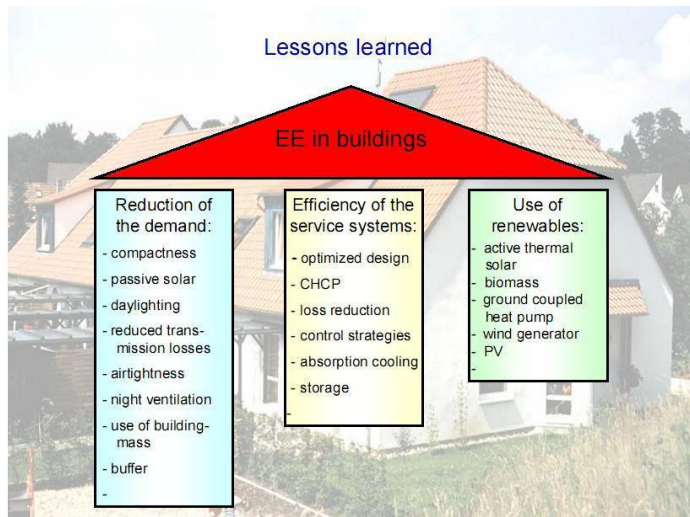 Lessons learned
EE in buildings
Reduction of
the demand:
- compactness
- passive solar
- daylighting
- reduced trans-
mission losses
- airtightness
- night ventilation
- use of building-
mass
- buffer
-
Efficiency of the
service systems:
- optimized design
- CHCP
- loss reduction
- control strategies
- absorption cooling
- storage
-
Use of
renewables:
- active thermal
solar
- biomass
- ground coupled
heat pump
- wind generator
- PV
-